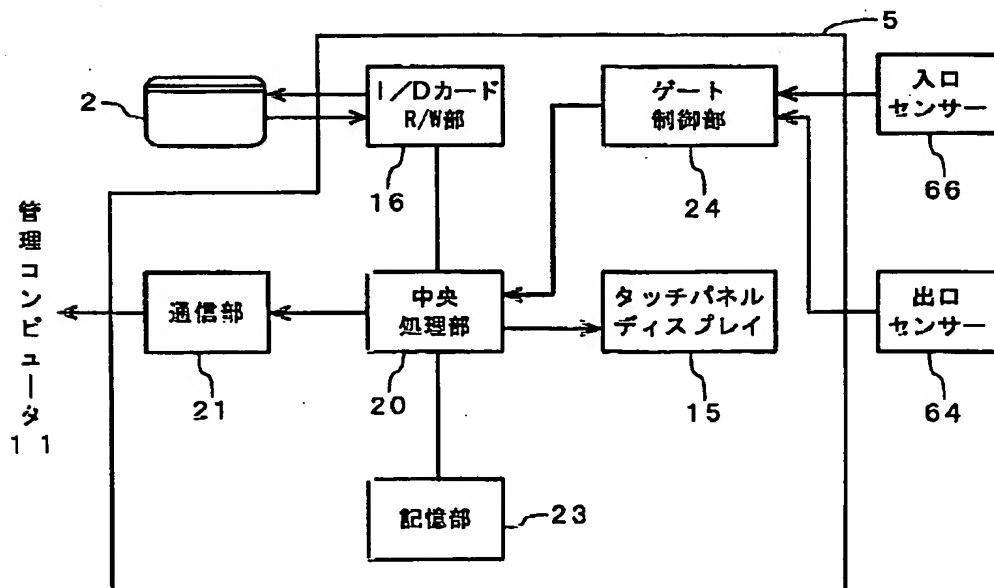 5
2
I/Dカード
R/W部
16
ゲート
制御部
24
入口
センサー
66
管理コンピュータ
11
通信部
21
中央
処理部
20
タッチパネル
ディスプレイ
15
出口
センサー
64
記憶部
23